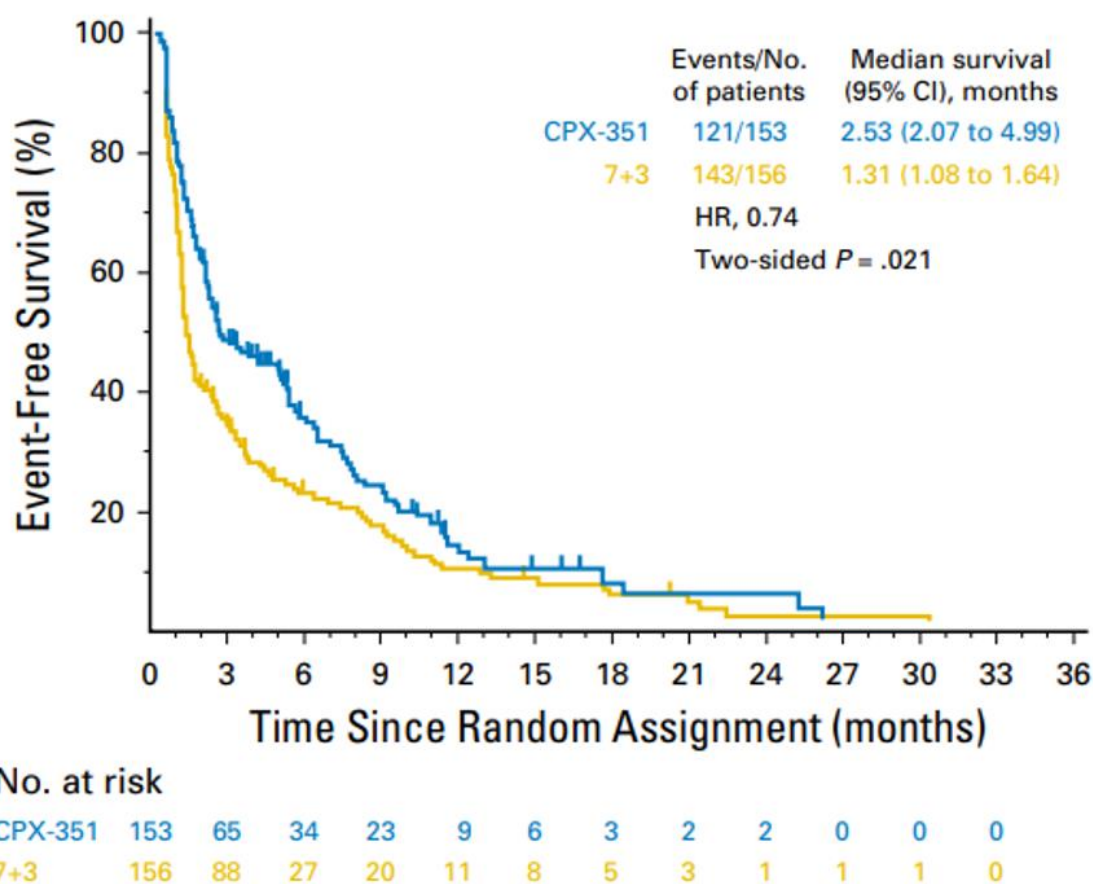 Events/No. Median survival
of patients (95% CI), months
CPX-351 121/153 2.53 (2.07 to 4.99)
7+3 143/156 1.31 (1.08 to 1.64)
HR, 0.74
Two-sided P = .021
Event-Free Survival (%)
100
80
60
40
20
0 3 6 9 12 15 18 21 24 27 30 33 36
Time Since Random Assignment (months)
No. at risk
CPX-351 153 65 34 23 9 6 3 2 2 0 0 0
7+3 156 88 27 20 11 8 5 3 1 1 1 0